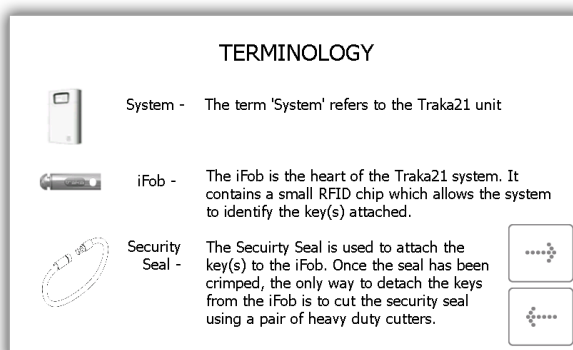 TERMINOLOGY
System - The term 'System' refers to the Traka21 unit
iFob - The iFob is the heart of the Traka21 system. It
contains a small RFID chip which allows the system
to identify the key(s) attached.
Security The Secuirty Seal is used to attach the
Seal - key(s) to the iFob. Once the seal has been
crimped, the only way to detach the keys
from the iFob is to cut the security seal
using a pair of heavy duty cutters.